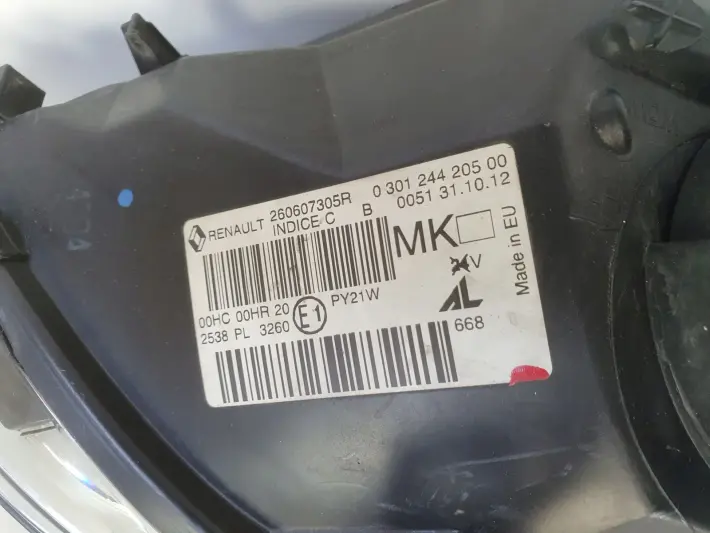 RENAULT 260607305R 0 301 244 205 00
INDICE/C B 0051 31.10.12
MK
V
Made in EU
00HC 00HR 20
2538 PL 3260
E1
PY21W
AL
668